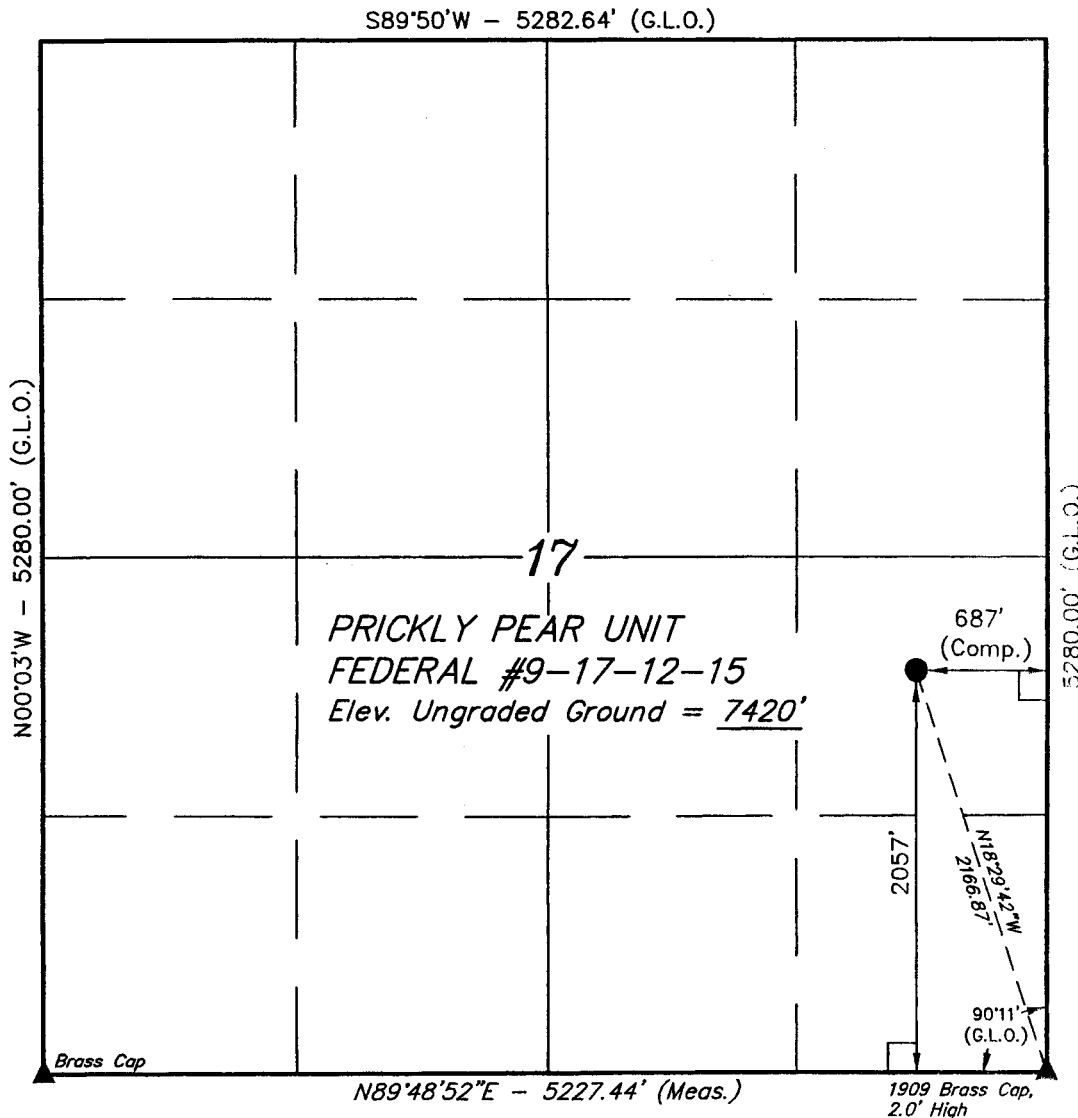 S89°50'W - 5282.64' (G.L.O.)
N00°03'W - 5280.00' (G.L.O.)
17
PRICKLY PEAR UNIT
FEDERAL #9-17-12-15
Elev. Ungraded Ground = 7420'
687'
(Comp.)
5280.00' (G.L.O.)
2057'
N18°29'42"W
2166.87'
90°11'
(G.L.O.)
Brass Cap
N89°48'52"E - 5227.44' (Meas.)
1909 Brass Cap,
2.0' High